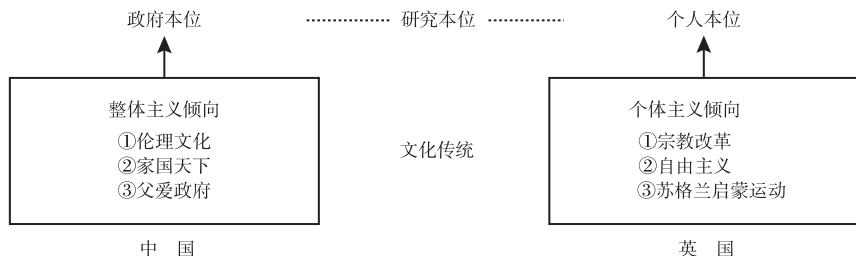 政府本位 研究本位 个人本位
整体主义倾向 个体主义倾向
①伦理文化 ①宗教改革
文化传统
②家国天下 ②自由主义
③父爱政府 ③苏格兰启蒙运动
中 国 英 国